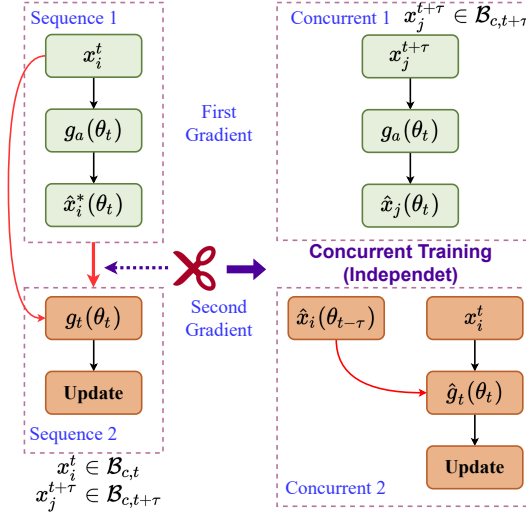 Sequence 1
x_i^t
g_a(θ_t)
x̂_i^*(θ_t)
First
Gradient
Concurrent 1
x_j^{t+τ} ∈ B_{c,t+τ}
x_j^{t+τ}
g_a(θ_t)
x̂_j(θ_t)
Concurrent Training
(Independet)
g_t(θ_t)
Update
Sequence 2
x_i^t ∈ B_{c,t}
x_j^{t+τ} ∈ B_{c,t+τ}
Second
Gradient
x̂_i(θ_{t−τ})
x_i^t
ĝ_t(θ_t)
Update
Concurrent 2